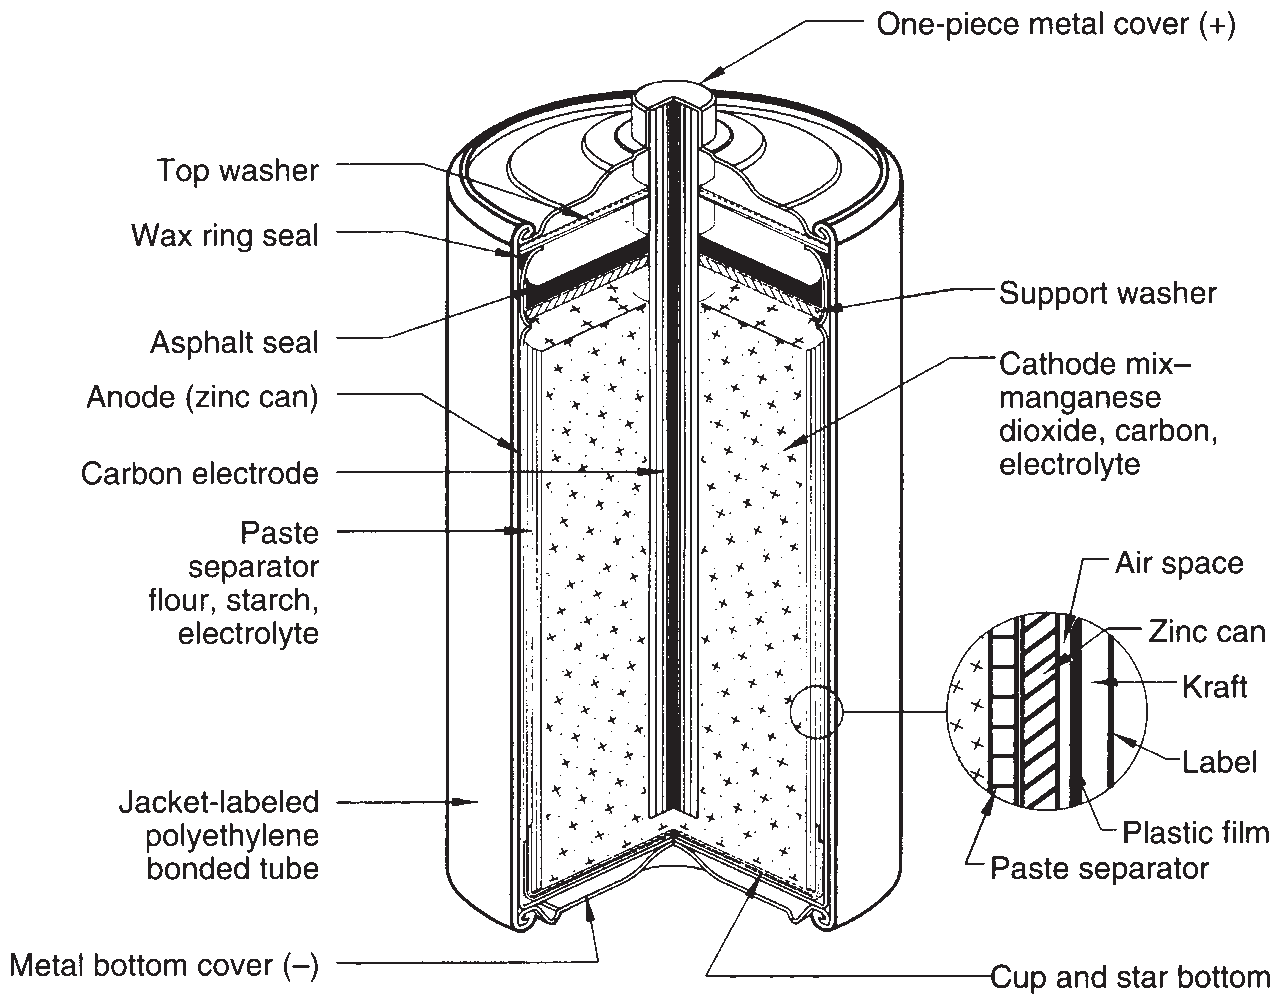 One-piece metal cover (+)
Top washer
Wax ring seal
Asphalt seal
Anode (zinc can)
Carbon electrode
Paste
separator
flour, starch,
electrolyte
Jacket-labeled
polyethylene
bonded tube
Metal bottom cover (–)
Support washer
Cathode mix–
manganese
dioxide, carbon,
electrolyte
Air space
Zinc can
Kraft
Label
Plastic film
Paste separator
Cup and star bottom